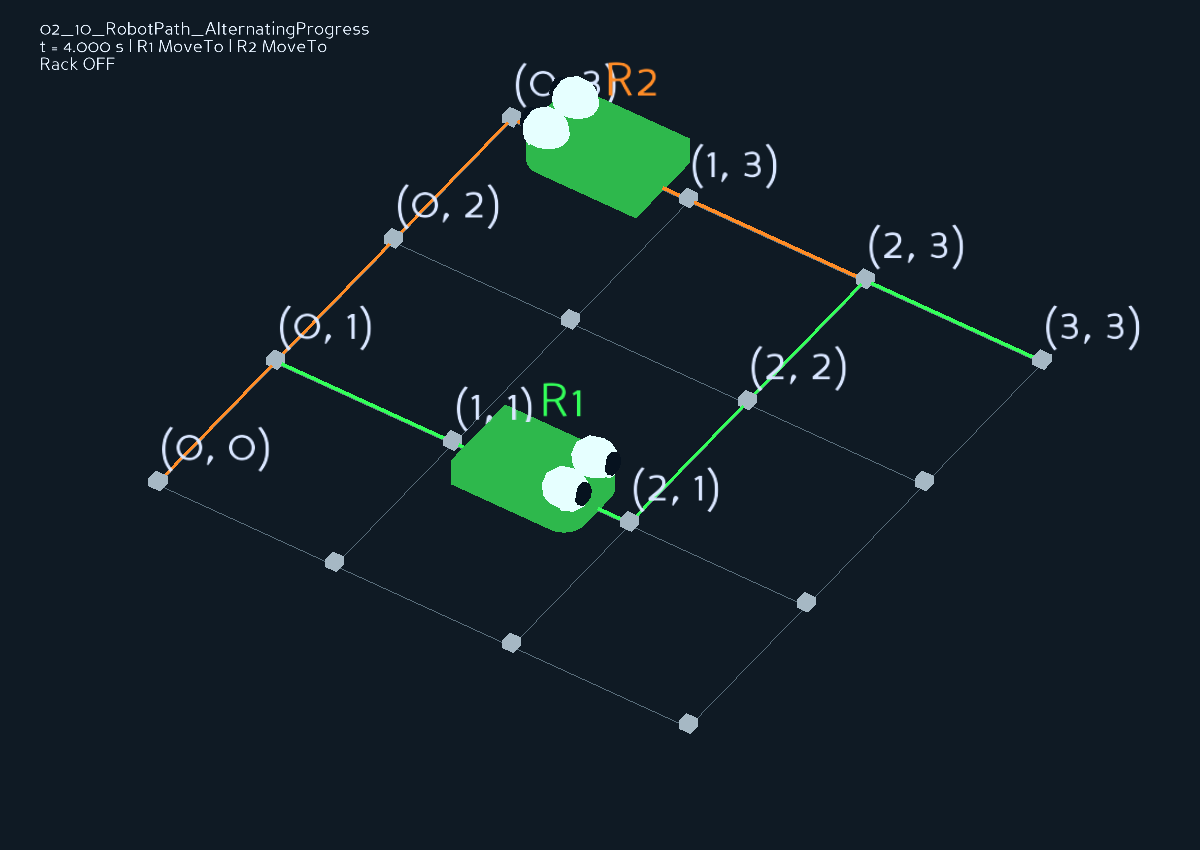 02_10_RobotPath_AlternatingProgress
t = 4.000 s | R1 MoveTo | R2 MoveTo
Rack OFF
R2
(1, 3)
(0, 2)
(2, 3)
(0, 1)
(3, 3)
(2, 2)
(1, 1)
R1
(0, 0)
(2, 1)